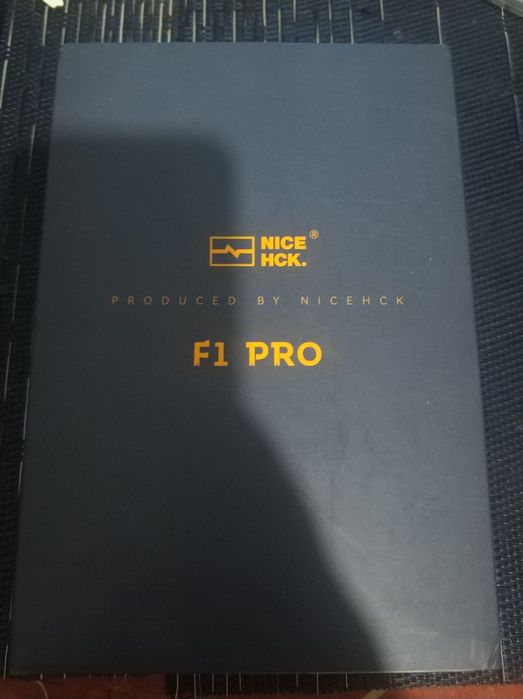 NICE®
HCK.
PRODUCED BY NICEHCK
F1 PRO